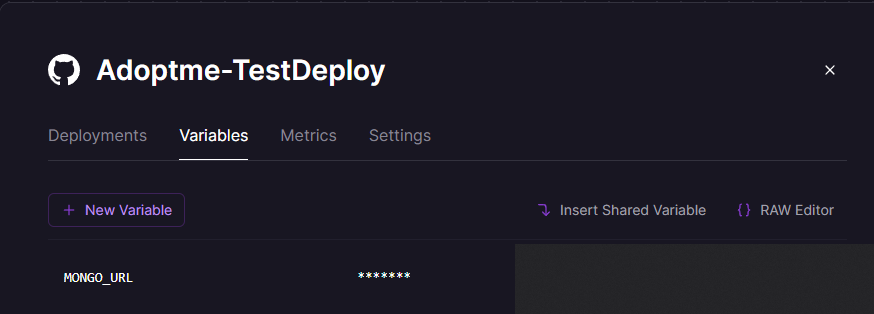 Adoptme-TestDeploy
Deployments Variables Metrics Settings
New Variable Insert Shared Variable {} RAW Editor
MONGO_URL *******